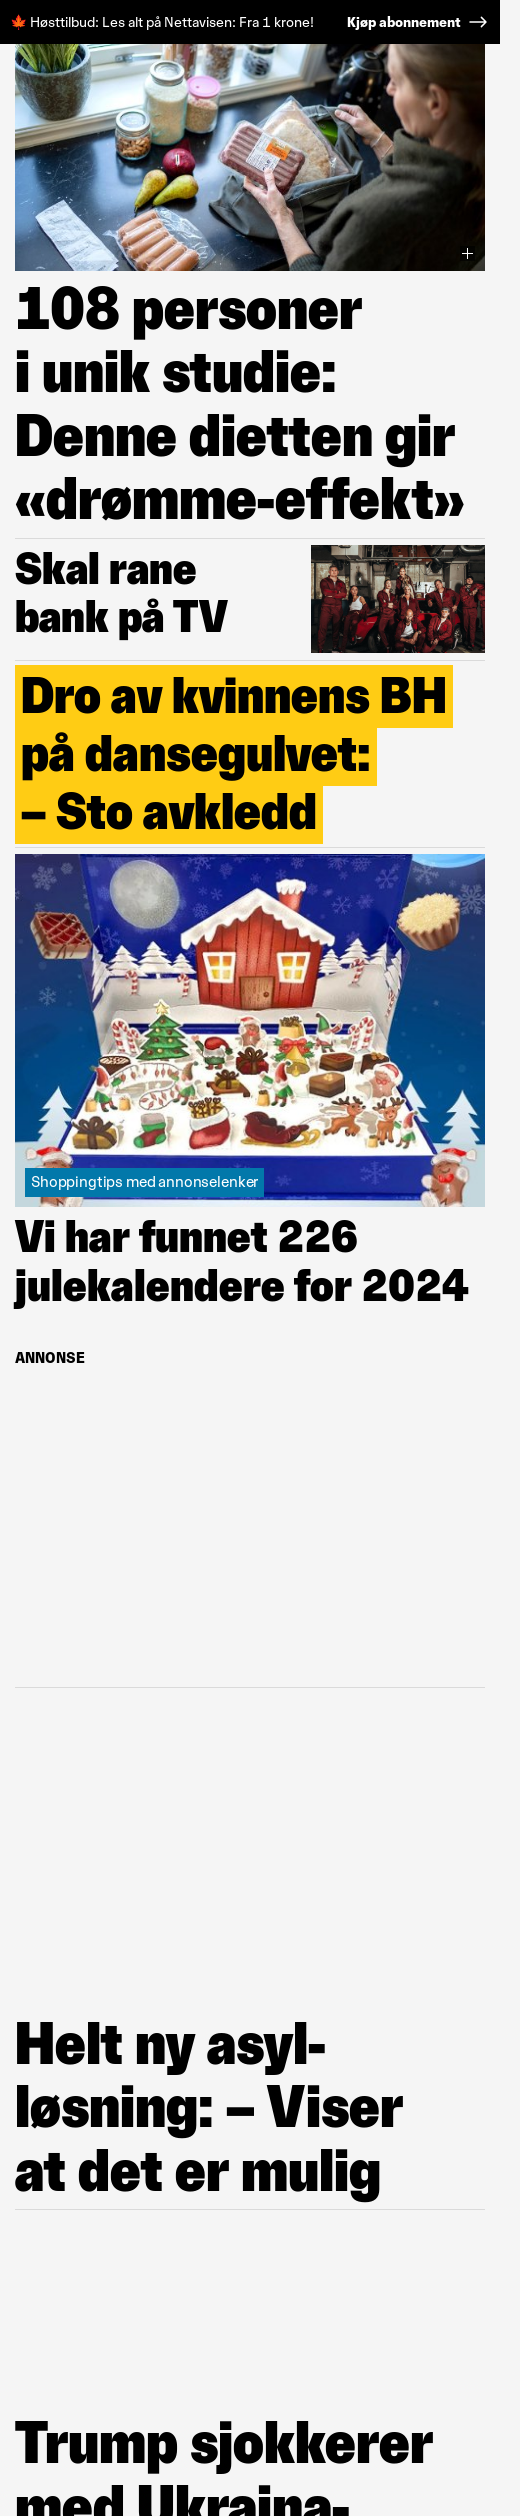 🍁 Høsttilbud: Les alt på Nettavisen: Fra 1 krone! Kjøp abonnement →
108 personer
i unik studie:
Denne dietten gir
«drømme-effekt»
Skal rane
bank på TV
Dro av kvinnens BH
på dansegulvet:
– Sto avkledd
Shoppingtips med annonselenker
Vi har funnet 226
julekalendere for 2024
ANNONSE
Helt ny asyl-
løsning: – Viser
at det er mulig
Trump sjokkerer
med Ukraina-